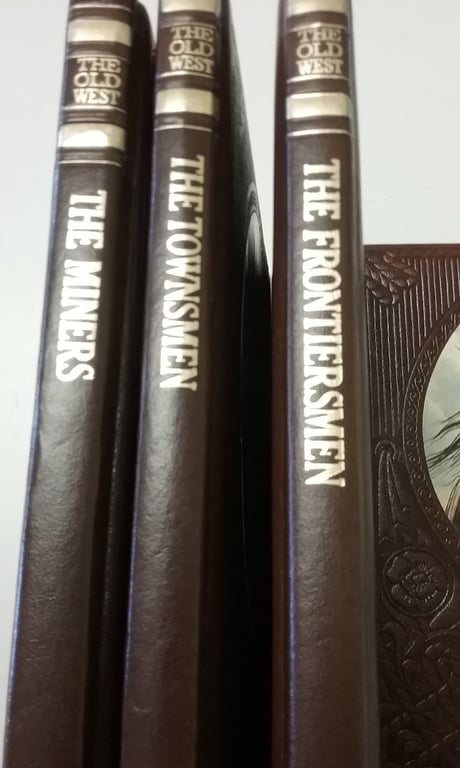 THE
OLD
WEST
THE MINERS
THE
OLD
WEST
THE TOWNSMEN
THE
OLD
WEST
THE FRONTIERSMEN